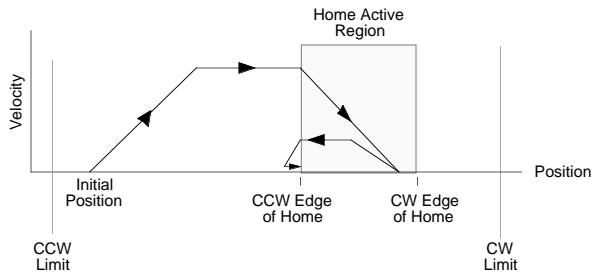 Home Active
Region
Velocity
Position
Initial
Position
CCW Edge
of Home
CW Edge
of Home
CCW
Limit
CW
Limit